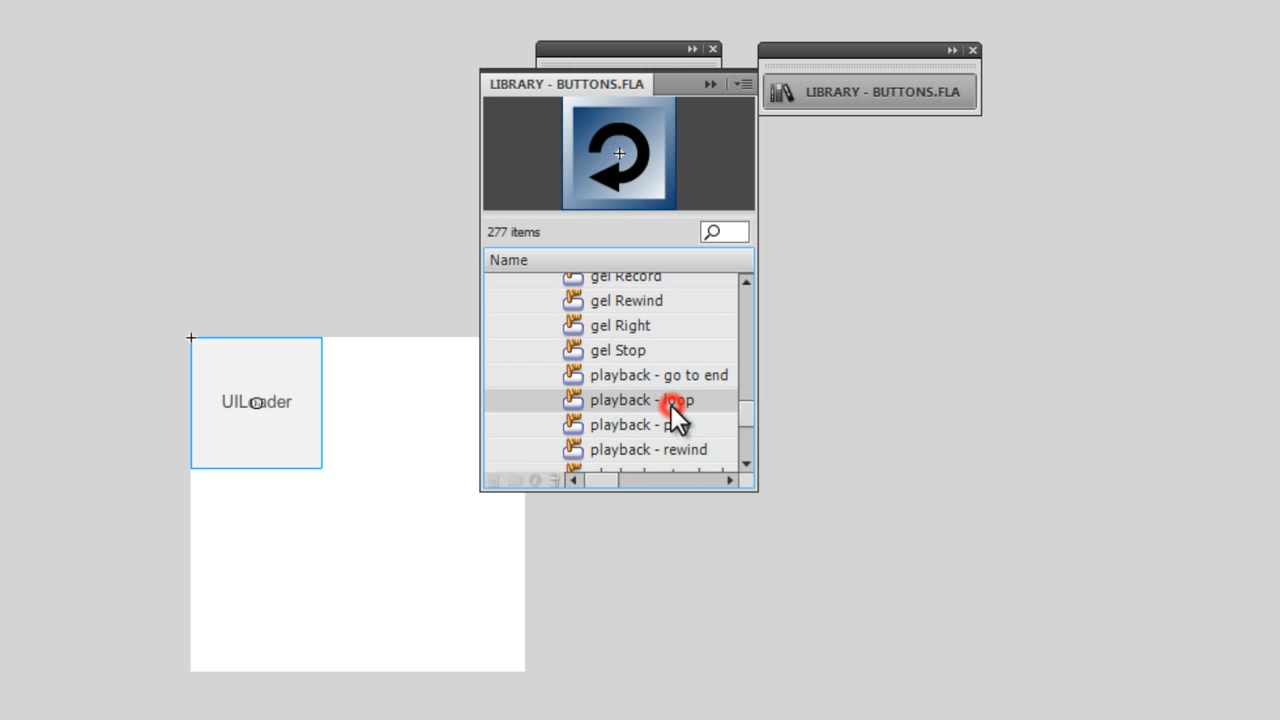 LIBRARY - BUTTONS.FLA
LIBRARY - BUTTONS.FLA
277 items
Name
gel Record
gel Rewind
gel Right
gel Stop
playback - go to end
playback - loop
playback - p
playback - rewind
UILoader